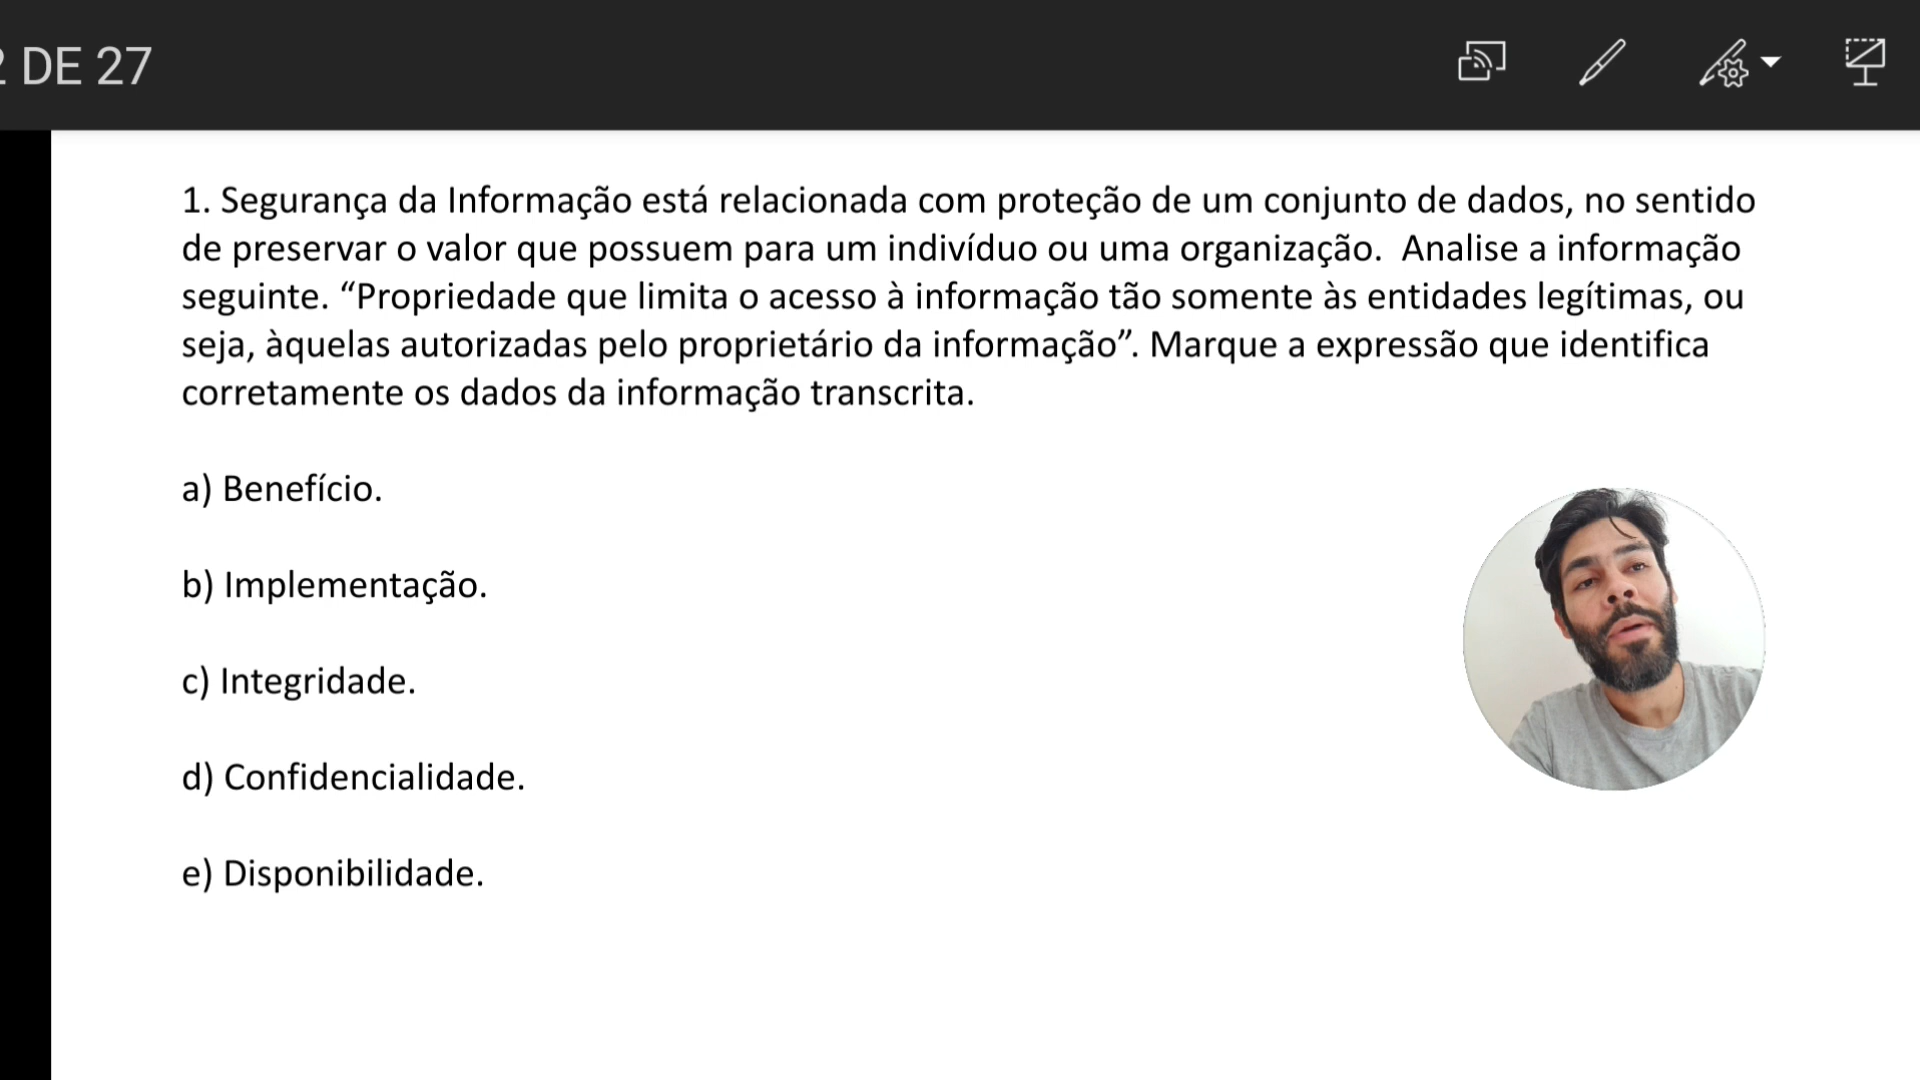 2 DE 27
1. Segurança da Informação está relacionada com proteção de um conjunto de dados, no sentido
de preservar o valor que possuem para um indivíduo ou uma organização.  Analise a informação
seguinte. “Propriedade que limita o acesso à informação tão somente às entidades legítimas, ou
seja, àquelas autorizadas pelo proprietário da informação”. Marque a expressão que identifica
corretamente os dados da informação transcrita.
a) Benefício.
b) Implementação.
c) Integridade.
d) Confidencialidade.
e) Disponibilidade.